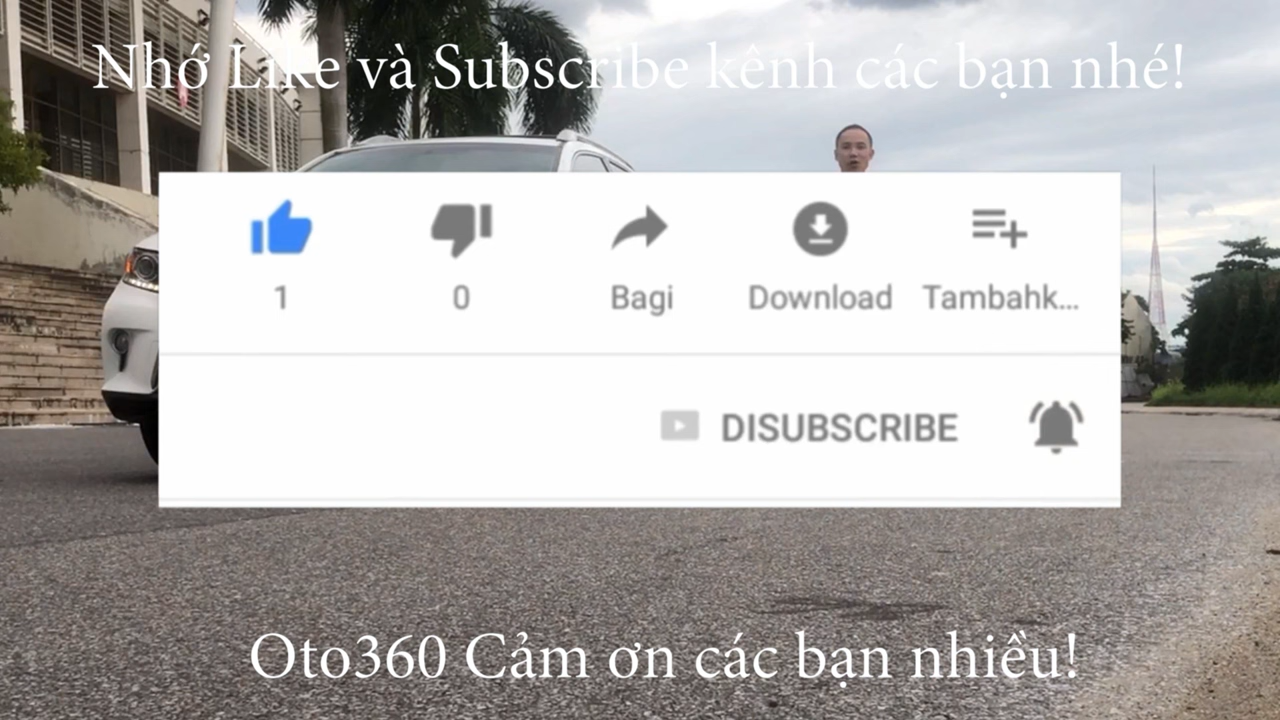 Nhớ Like và Subscribe kênh các bạn nhé!
1 0 Bagi Download Tambahk...
DISUBSCRIBE
Oto360 Cảm ơn các bạn nhiều!